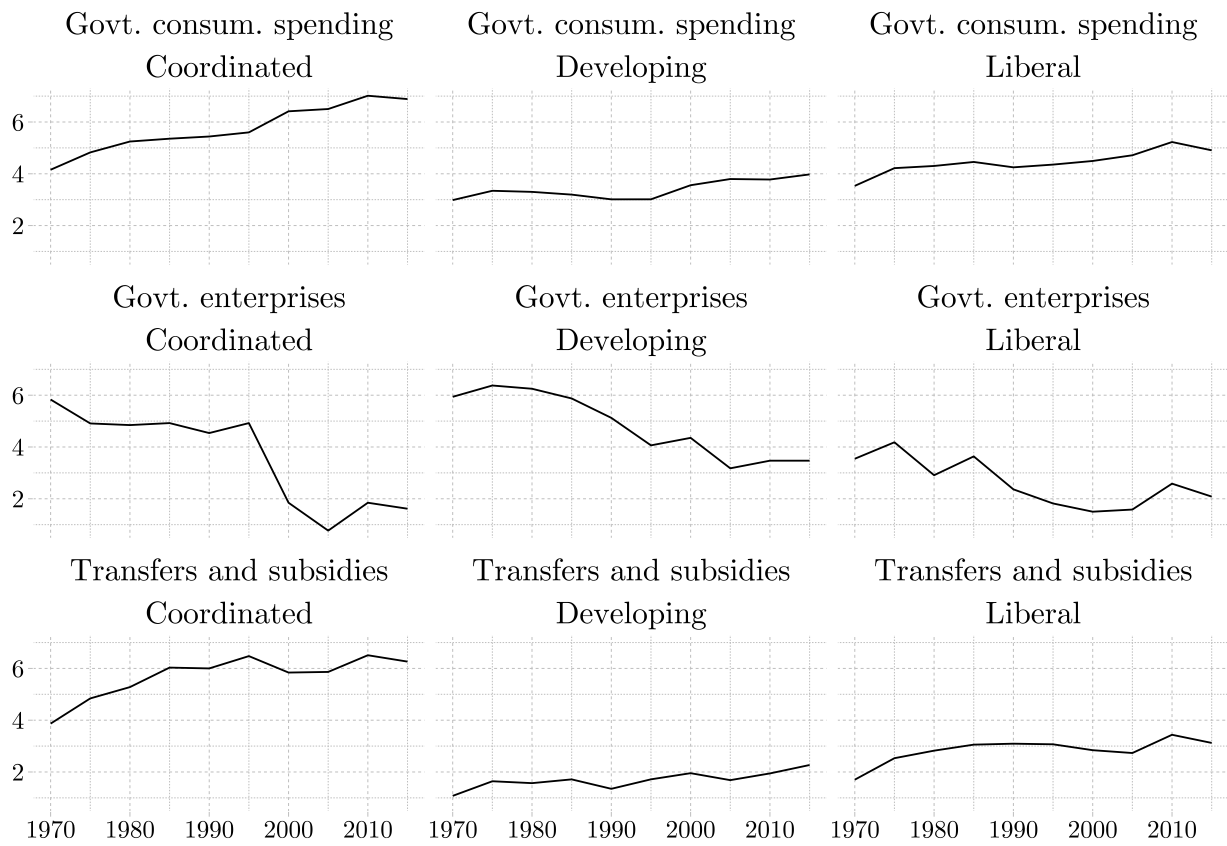 Govt. consum. spending Govt. consum. spending Govt. consum. spending
Coordinated Developing Liberal
6
4
2
Govt. enterprises Govt. enterprises Govt. enterprises
Coordinated Developing Liberal
6
4
2
Transfers and subsidies Transfers and subsidies Transfers and subsidies
Coordinated Developing Liberal
6
4
2
1970 1980 1990 2000 2010 1970 1980 1990 2000 2010 1970 1980 1990 2000 2010